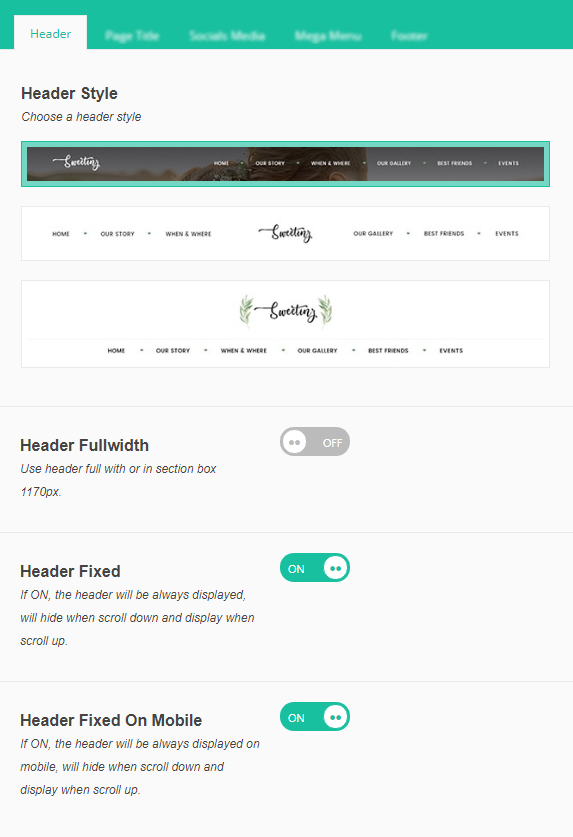 Header Page Title Socials Media Mega Menu Footer
Header Style
Choose a header style
Sweeting HOME OUR STORY WHEN & WHERE OUR GALLERY BEST FRIENDS EVENTS
HOME OUR STORY WHEN & WHERE Sweeting OUR GALLERY BEST FRIENDS EVENTS
Sweeting
HOME OUR STORY WHEN & WHERE OUR GALLERY BEST FRIENDS EVENTS
Header Fullwidth OFF
Use header full with or in section box
1170px.
Header Fixed ON
If ON, the header will be always displayed,
will hide when scroll down and display when
scroll up.
Header Fixed On Mobile ON
If ON, the header will be always displayed on
mobile, will hide when scroll down and
display when scroll up.